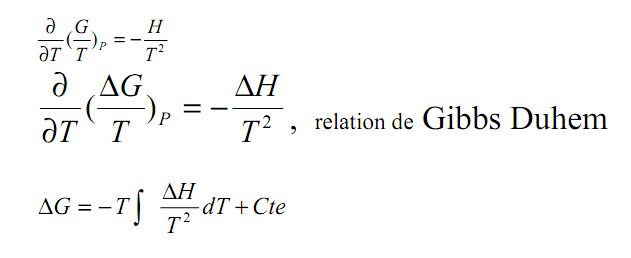 ∂/∂T (G/T)_P = − H/T²
∂/∂T (ΔG/T)_P = − ΔH/T² , relation de Gibbs Duhem
ΔG = − T ∫ ΔH/T² dT + Cte